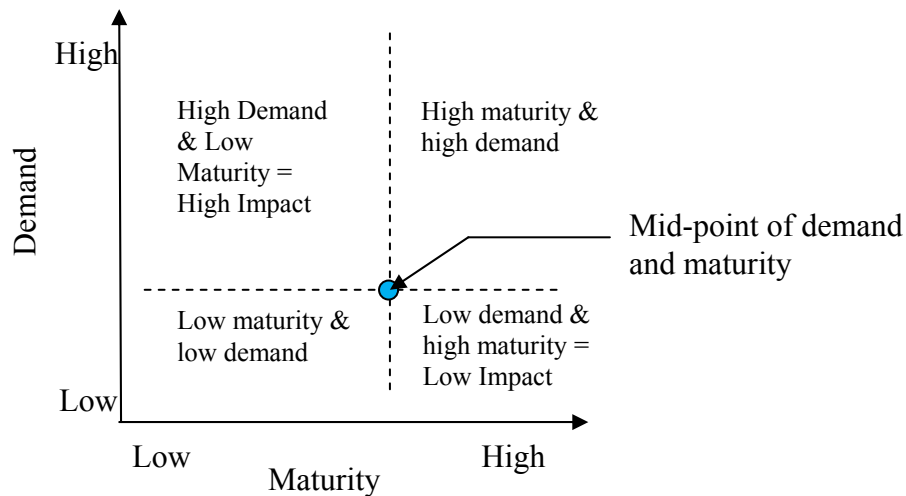 High
High Demand
& Low
Maturity =
High Impact
High maturity &
high demand
Demand
Mid-point of demand
and maturity
Low maturity &
low demand
Low demand &
high maturity =
Low Impact
Low
Low
High
Maturity